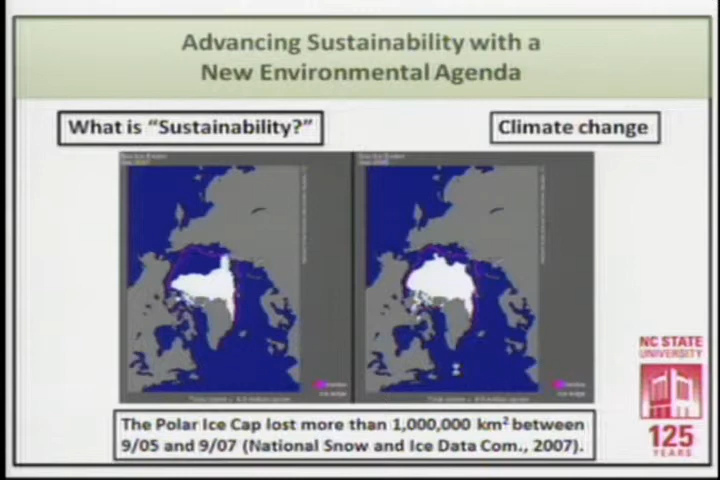 Advancing Sustainability with a
New Environmental Agenda
What is “Sustainability?”
Climate change
The Polar Ice Cap lost more than 1,000,000 km² between
9/05 and 9/07 (National Snow and Ice Data Com., 2007).
NC STATE
UNIVERSITY
125
YEARS